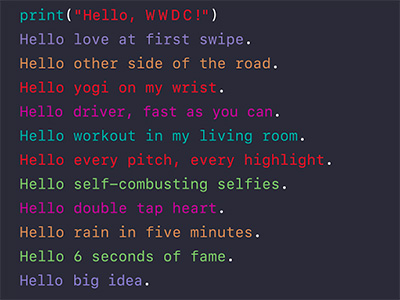 print("Hello, WWDC!")
Hello love at first swipe.
Hello other side of the road.
Hello yogi on my wrist.
Hello driver, fast as you can.
Hello workout in my living room.
Hello every pitch, every highlight.
Hello self—combusting selfies.
Hello double tap heart.
Hello rain in five minutes.
Hello 6 seconds of fame.
Hello big idea.